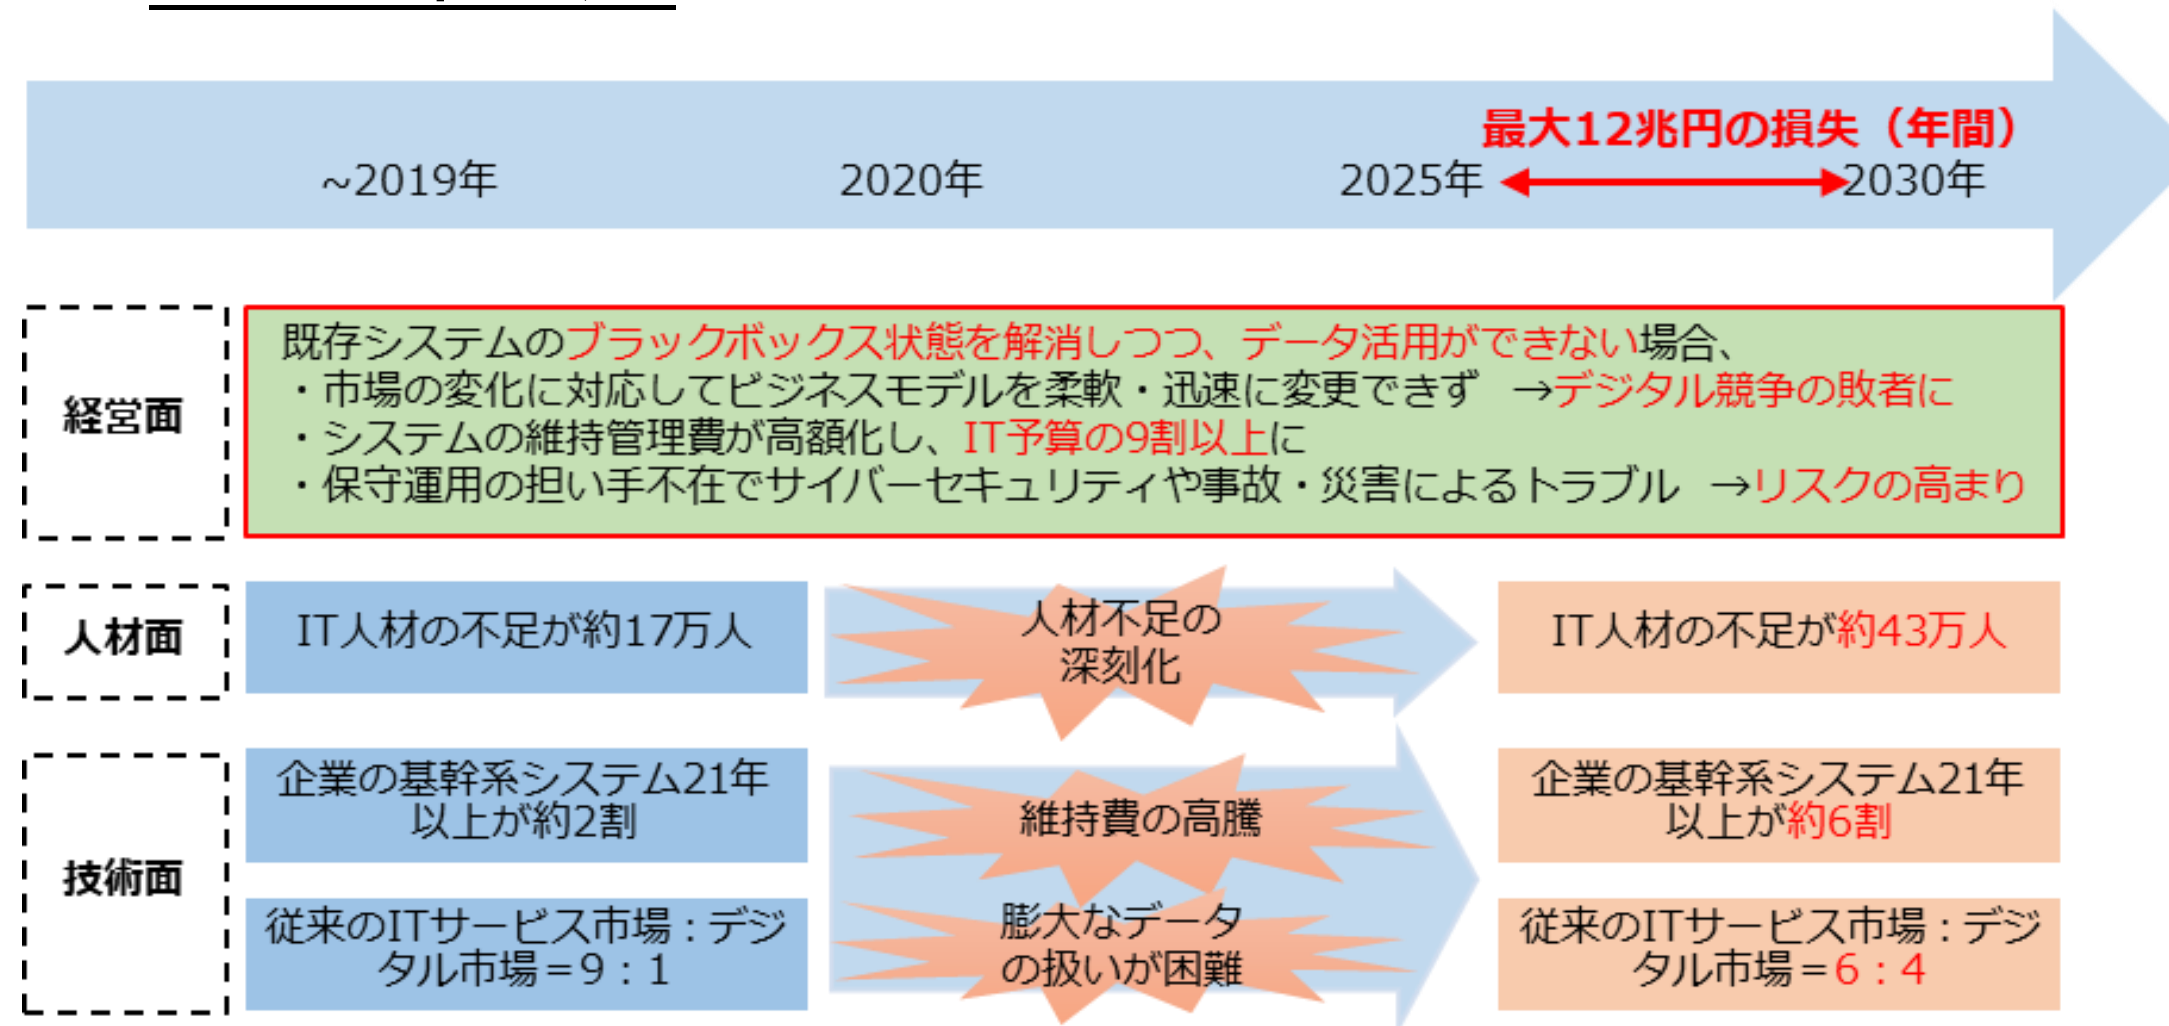 最大12兆円の損失（年間）
~2019年
2020年
2025年
2030年
経営面
既存システムのブラックボックス状態を解消しつつ、データ活用ができない場合、
・市場の変化に対応してビジネスモデルを柔軟・迅速に変更できず →デジタル競争の敗者に
・システムの維持管理費が高額化し、IT予算の9割以上に
・保守運用の担い手不在でサイバーセキュリティや事故・災害によるトラブル →リスクの高まり
人材面
IT人材の不足が約17万人
人材不足の
深刻化
IT人材の不足が約43万人
技術面
企業の基幹系システム21年
以上が約2割
維持費の高騰
企業の基幹系システム21年
以上が約6割
従来のITサービス市場：デジ
タル市場＝9：1
膨大なデータ
の扱いが困難
従来のITサービス市場：デジ
タル市場＝6：4